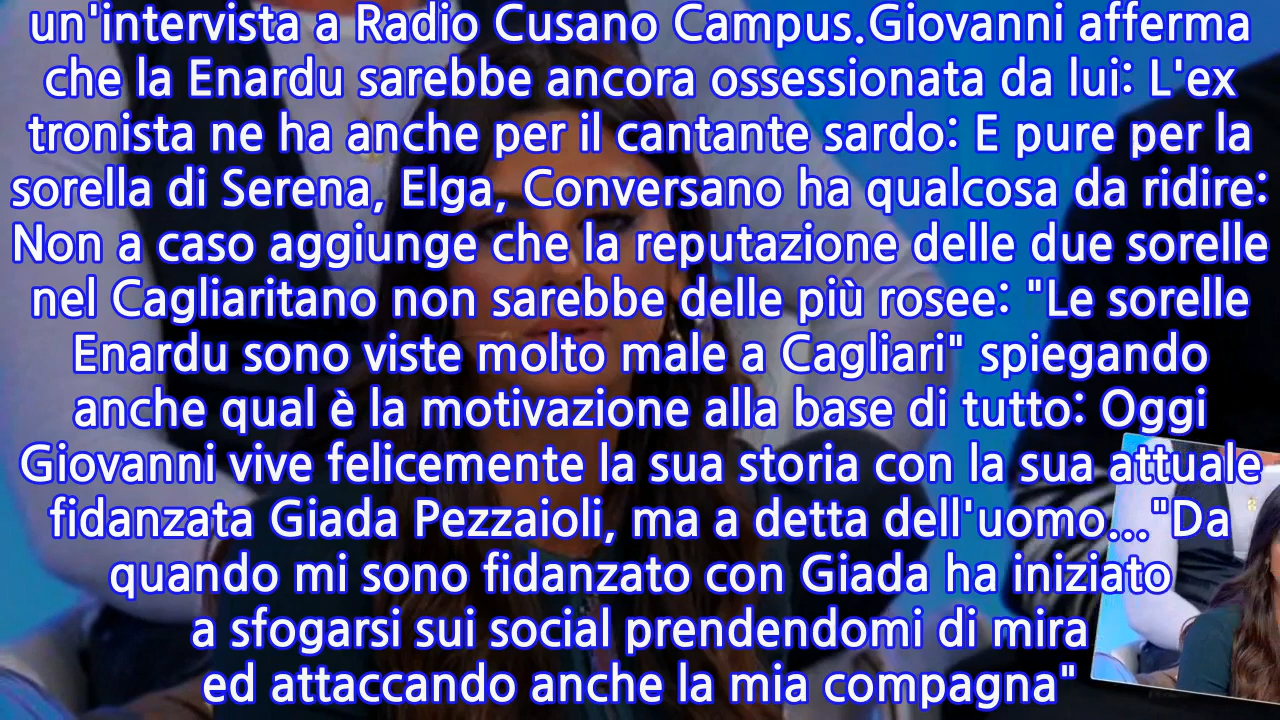 un'intervista a Radio Cusano Campus.Giovanni afferma
che la Enardu sarebbe ancora ossessionata da lui: L'ex
tronista ne ha anche per il cantante sardo: E pure per la
sorella di Serena, Elga, Conversano ha qualcosa da ridire:
Non a caso aggiunge che la reputazione delle due sorelle
nel Cagliaritano non sarebbe delle più rosee: "Le sorelle
Enardu sono viste molto male a Cagliari" spiegando
anche qual è la motivazione alla base di tutto: Oggi
Giovanni vive felicemente la sua storia con la sua attuale
fidanzata Giada Pezzaioli, ma a detta dell'uomo..."Da
quando mi sono fidanzato con Giada ha iniziato
a sfogarsi sui social prendendomi di mira
ed attaccando anche la mia compagna"